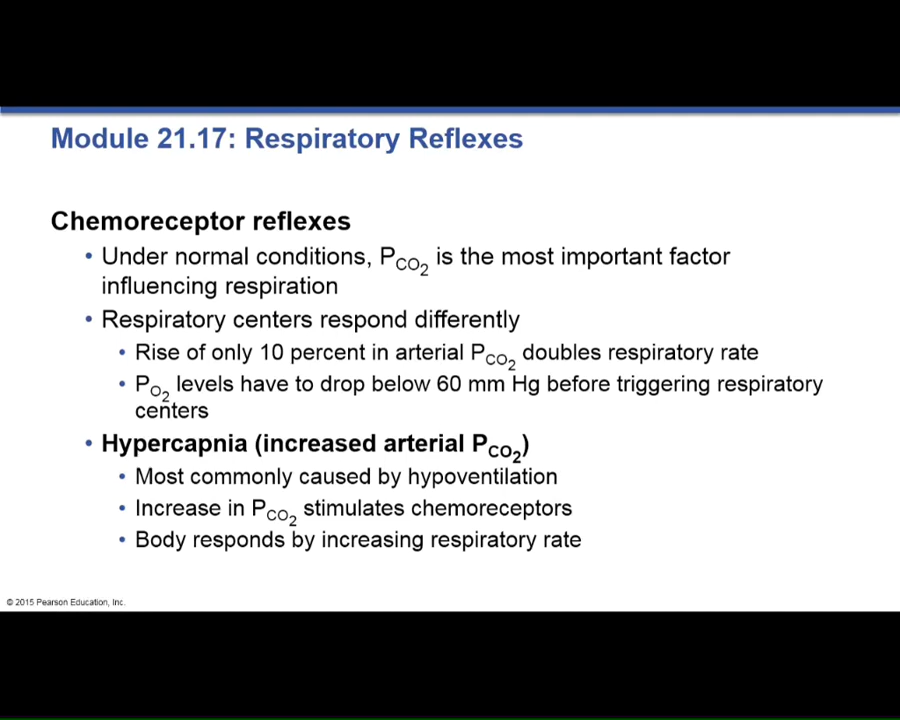 Module 21.17: Respiratory Reflexes
Chemoreceptor reflexes
• Under normal conditions, PCO2 is the most important factor
influencing respiration
• Respiratory centers respond differently
• Rise of only 10 percent in arterial PCO2 doubles respiratory rate
• PO2 levels have to drop below 60 mm Hg before triggering respiratory
centers
• Hypercapnia (increased arterial PCO2)
• Most commonly caused by hypoventilation
• Increase in PCO2 stimulates chemoreceptors
• Body responds by increasing respiratory rate
© 2015 Pearson Education, Inc.